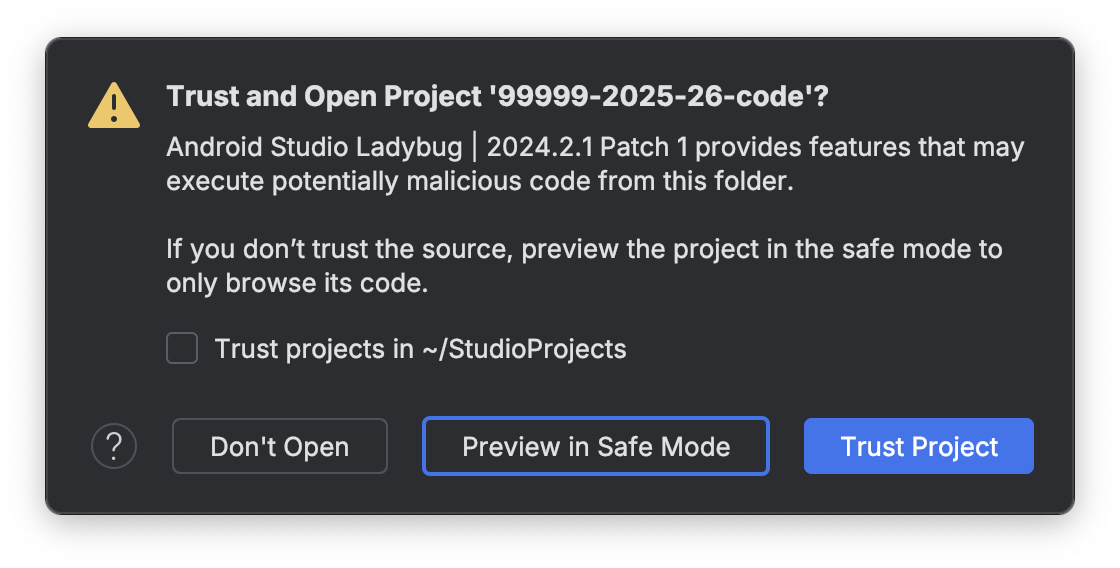 Trust and Open Project '99999-2025-26-code'?
Android Studio Ladybug | 2024.2.1 Patch 1 provides features that may
execute potentially malicious code from this folder.
If you don’t trust the source, preview the project in the safe mode to
only browse its code.
Trust projects in ~/StudioProjects
?
Don't Open
Preview in Safe Mode
Trust Project